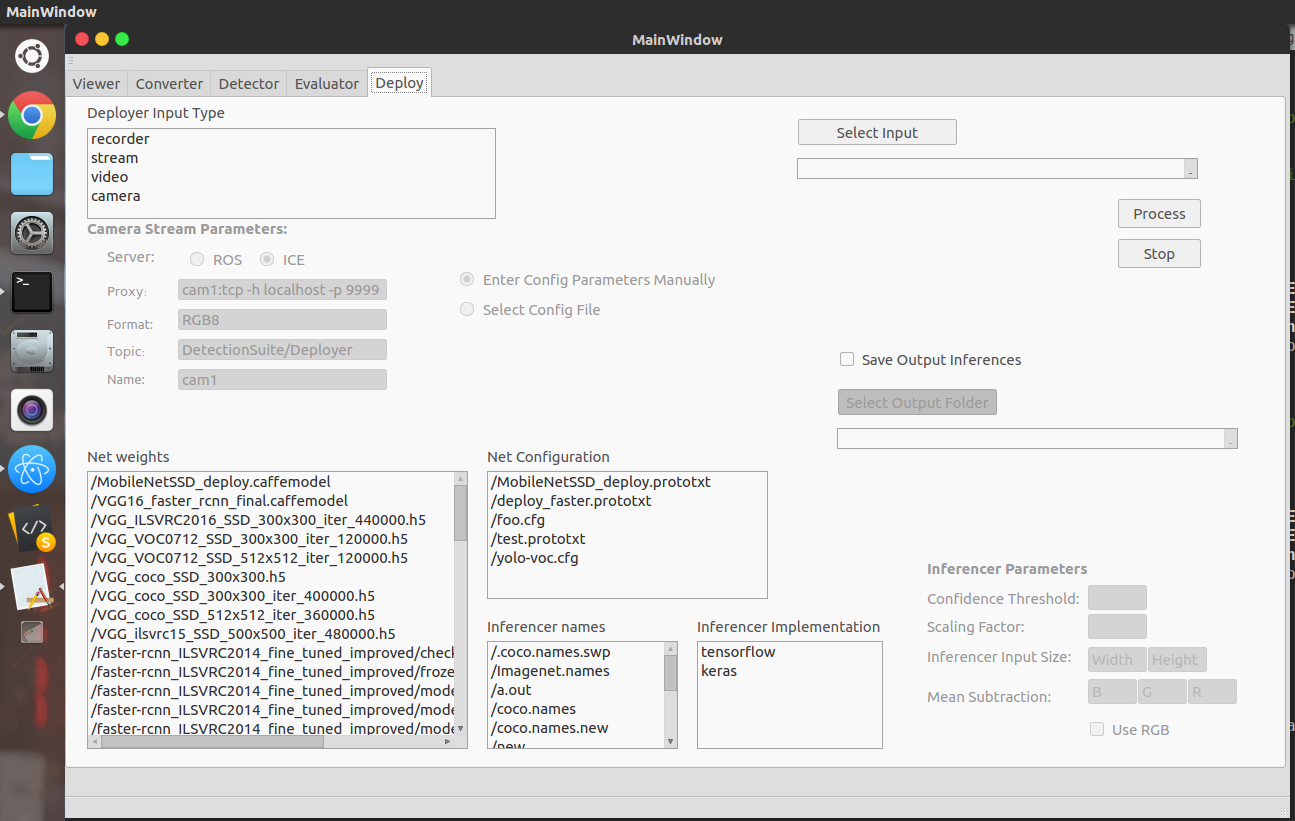 MainWindow
MainWindow
Viewer Converter Detector Evaluator Deploy
Deployer Input Type
recorder
stream
video
camera
Select Input
Process
Stop
Camera Stream Parameters:
Server: ROS ICE
Proxy: cam1:tcp -h localhost -p 9999
Format: RGB8
Topic: DetectionSuite/Deployer
Name: cam1
Enter Config Parameters Manually
Select Config File
Save Output Inferences
Select Output Folder
Net weights
/MobileNetSSD_deploy.caffemodel
/VGG16_faster_rcnn_final.caffemodel
/VGG_ILSVRC2016_SSD_300x300_iter_440000.h5
/VGG_VOC0712_SSD_300x300_iter_120000.h5
/VGG_VOC0712_SSD_512x512_iter_120000.h5
/VGG_coco_SSD_300x300.h5
/VGG_coco_SSD_300x300_iter_400000.h5
/VGG_coco_SSD_512x512_iter_360000.h5
/VGG_ilsvrc15_SSD_500x500_iter_480000.h5
/faster-rcnn_ILSVRC2014_fine_tuned_improved/check
/faster-rcnn_ILSVRC2014_fine_tuned_improved/froze
/faster-rcnn_ILSVRC2014_fine_tuned_improved/mode
/faster-rcnn_ILSVRC2014_fine_tuned_improved/mode
/faster-rcnn_ILSVRC2014_fine_tuned_improved/mode
Net Configuration
/MobileNetSSD_deploy.prototxt
/deploy_faster.prototxt
/foo.cfg
/test.prototxt
/yolo-voc.cfg
Inferencer names
/.coco.names.swp
/Imagenet.names
/a.out
/coco.names
/coco.names.new
/new
Inferencer Implementation
tensorflow
keras
Inferencer Parameters
Confidence Threshold:
Scaling Factor:
Inferencer Input Size: Width Height
Mean Subtraction: B G R
Use RGB